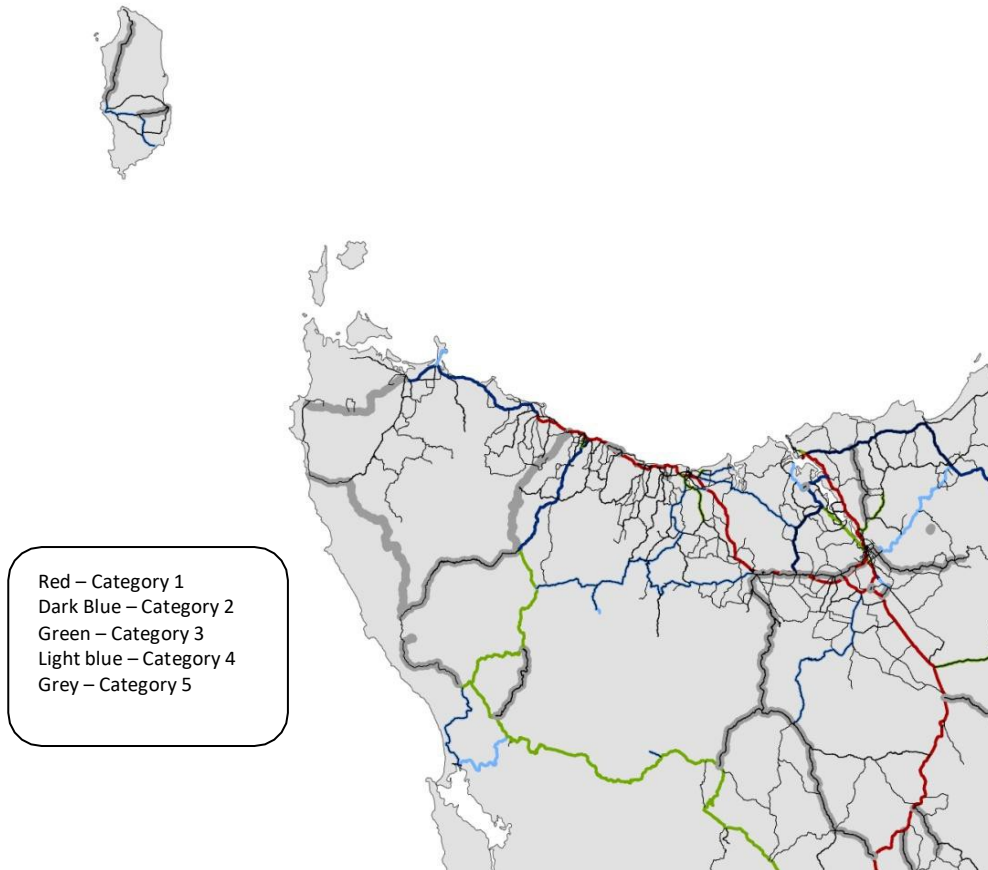 Red – Category 1
Dark Blue – Category 2
Green – Category 3
Light blue – Category 4
Grey – Category 5